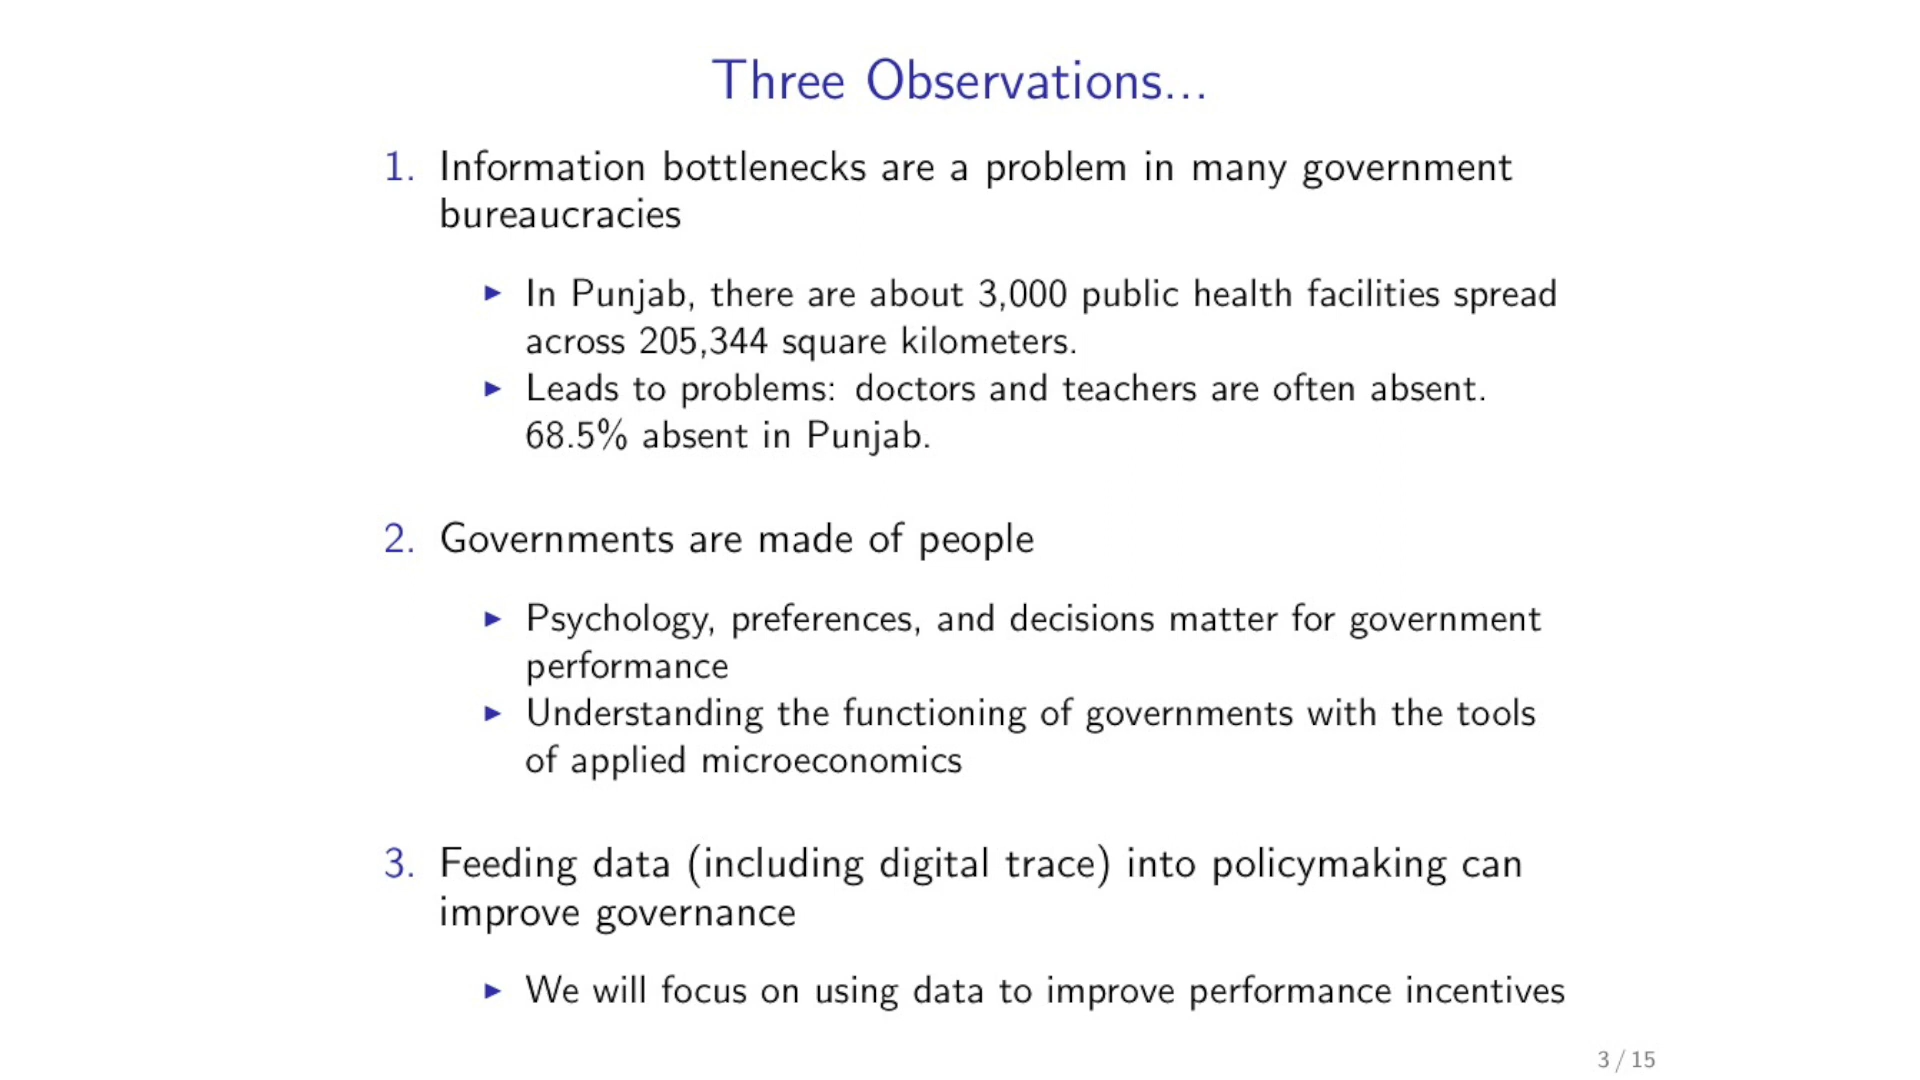 Three Observations...
1. Information bottlenecks are a problem in many government
bureaucracies
▶ In Punjab, there are about 3,000 public health facilities spread
across 205,344 square kilometers.
▶ Leads to problems: doctors and teachers are often absent.
68.5% absent in Punjab.
2. Governments are made of people
▶ Psychology, preferences, and decisions matter for government
performance
▶ Understanding the functioning of governments with the tools
of applied microeconomics
3. Feeding data (including digital trace) into policymaking can
improve governance
▶ We will focus on using data to improve performance incentives
3 / 15